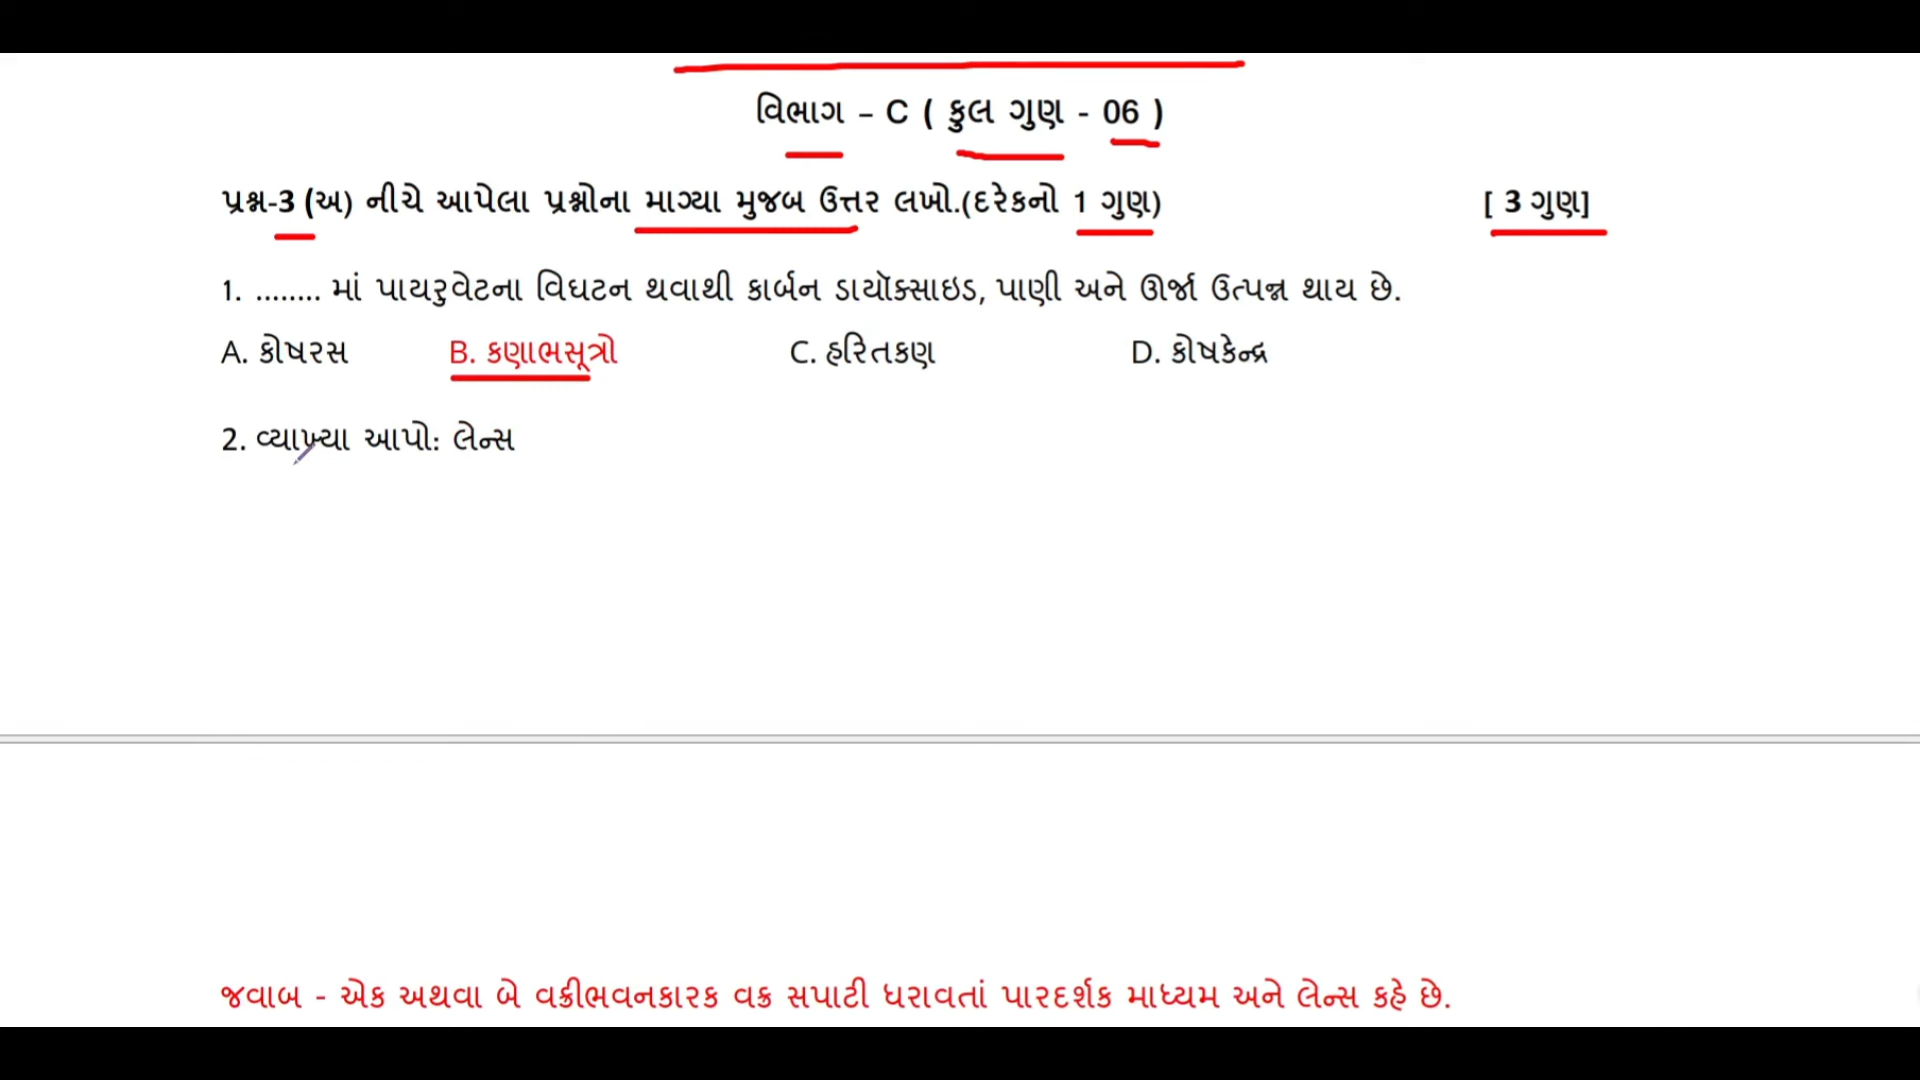 વિભાગ – C ( કુલ ગુણ - 06 )
પ્રશ્ન-3 (અ) નીચે આપેલા પ્રશ્નોના માગ્યા મુજબ ઉત્તર લખો.(દરેકનો 1 ગુણ) [ 3 ગુણ]
1. ........ માં પાયરુવેટના વિઘટન થવાથી કાર્બન ડાયૉક્સાઇડ, પાણી અને ઊર્જા ઉત્પન્ન થાય છે.
A. કોષરસ B. કણાભસૂત્રો C. હરિતકણ D. કોષકેન્દ્ર
2. વ્યાખ્યા આપો: લેન્સ
જવાબ - એક અથવા બે વક્રીભવનકારક વક્ર સપાટી ધરાવતાં પારદર્શક માધ્યમ અને લેન્સ કહે છે.